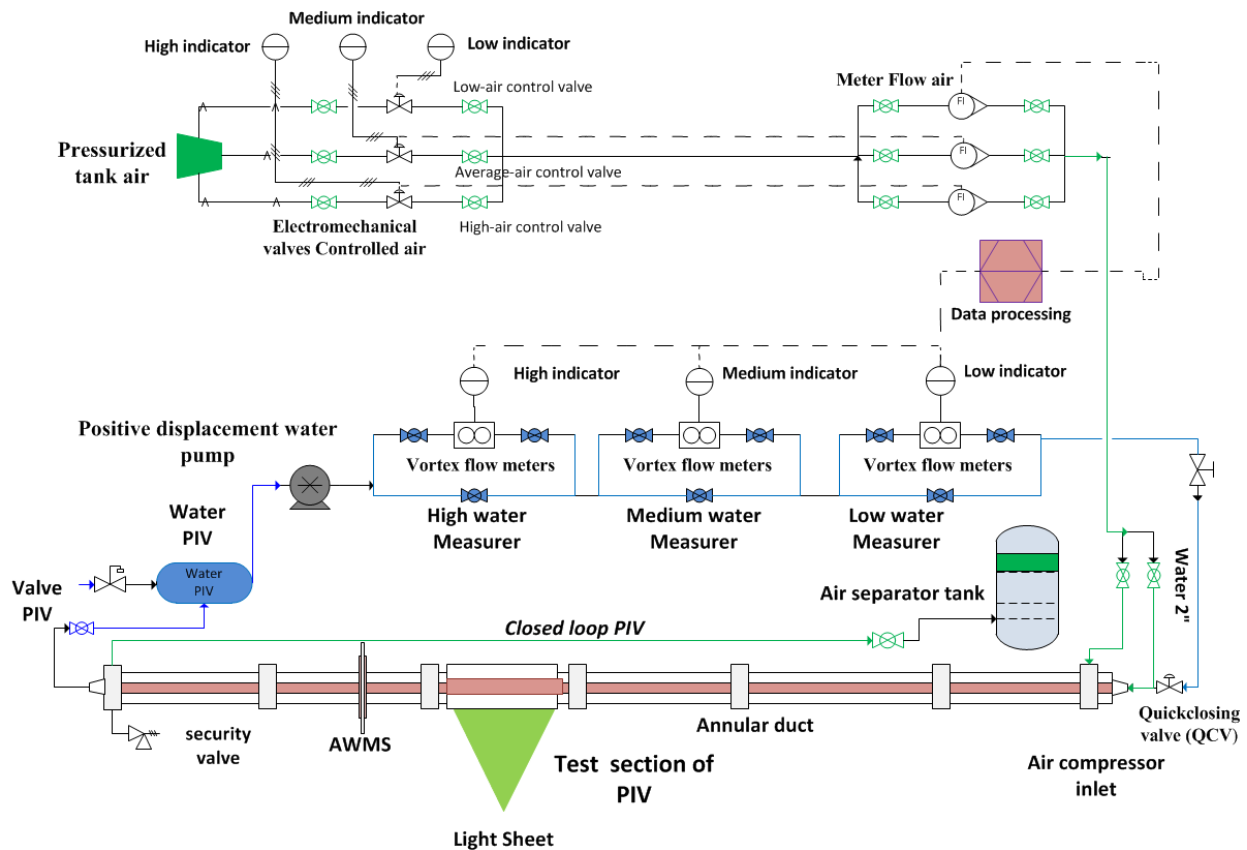 Medium indicator
High indicator
Low indicator
Low-air control valve
Meter Flow air
FI
Pressurized
tank air
FI
Average-air control valve
FI
Electromechanical
valves Controlled air
High-air control valve
Data processing
High indicator
Medium indicator
Low indicator
Positive displacement water
pump
Vortex flow meters
Vortex flow meters
Vortex flow meters
High water
Measurer
Medium water
Measurer
Low water
Measurer
Water
PIV
Water
PIV
Valve
PIV
Air separator tank
Water 2"
Closed loop PIV
security
valve
AWMS
Annular duct
Quickclosing
valve (QCV)
Test section of
PIV
Air compressor
inlet
Light Sheet